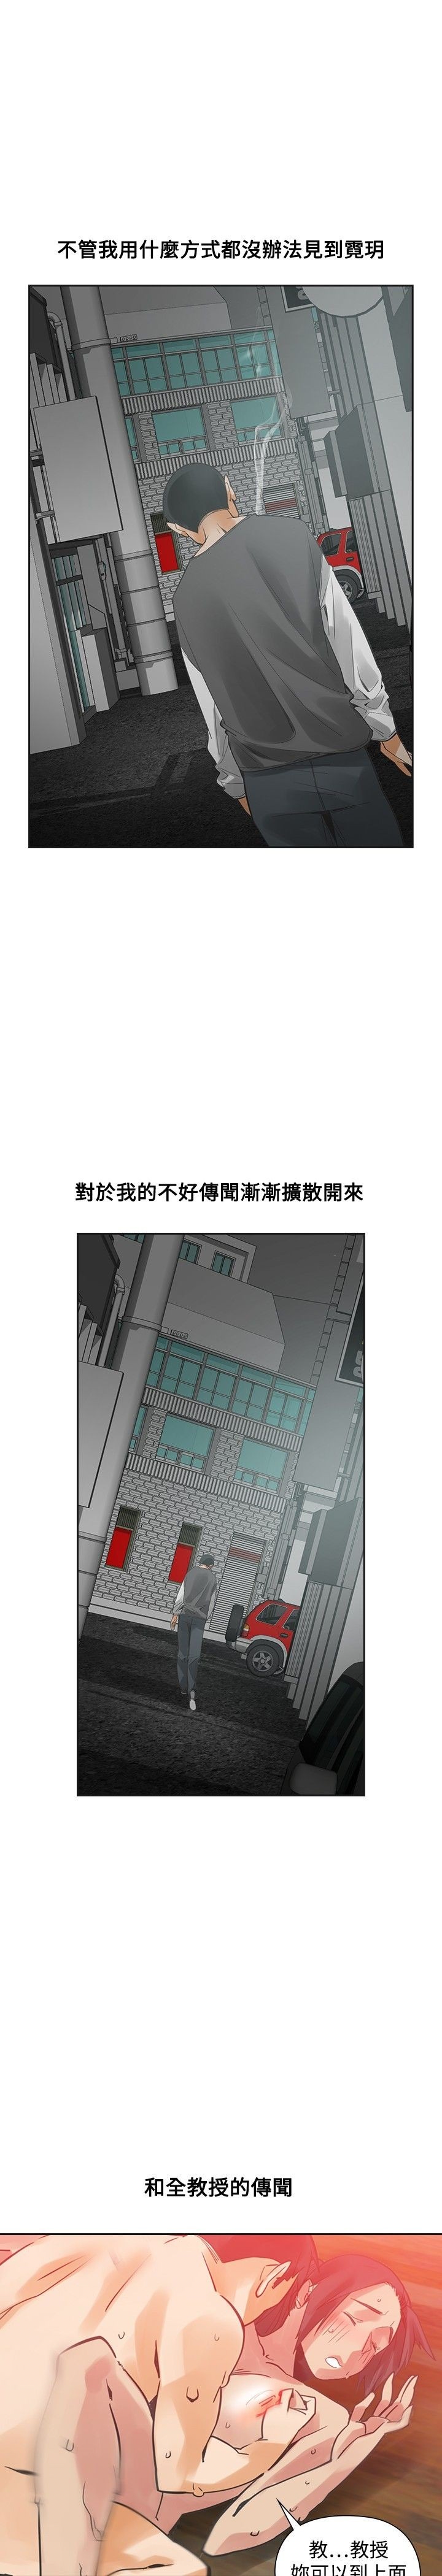 不管我用什麼方式都沒辦法見到霓玥
對於我的不好傳聞漸漸擴散開來
和全教授的傳聞
教…教授
妳可以到上面